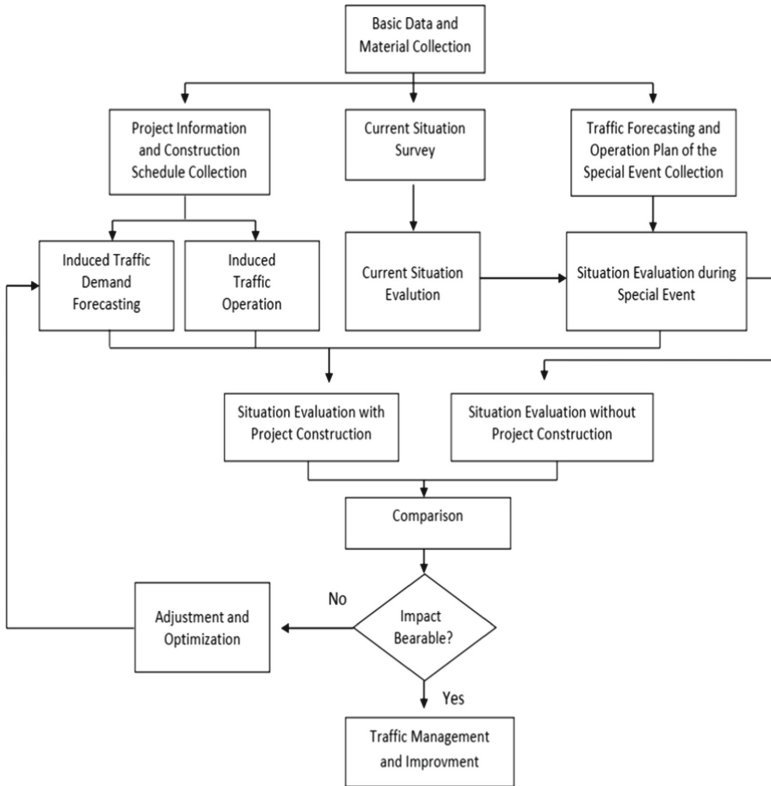 Basic Data and
Material Collection
Project Information
and Construction
Schedule Collection
Current Situation
Survey
Traffic Forecasting and
Operation Plan of the
Special Event Collection
Induced Traffic
Demand
Forecasting
Induced
Traffic
Operation
Current Situation
Evalution
Situation Evaluation during
Special Event
Situation Evaluation with
Project Construction
Situation Evaluation without
Project Construction
Comparison
Impact
Bearable?
No
Adjustment and
Optimization
Yes
Traffic Management
and Improvment